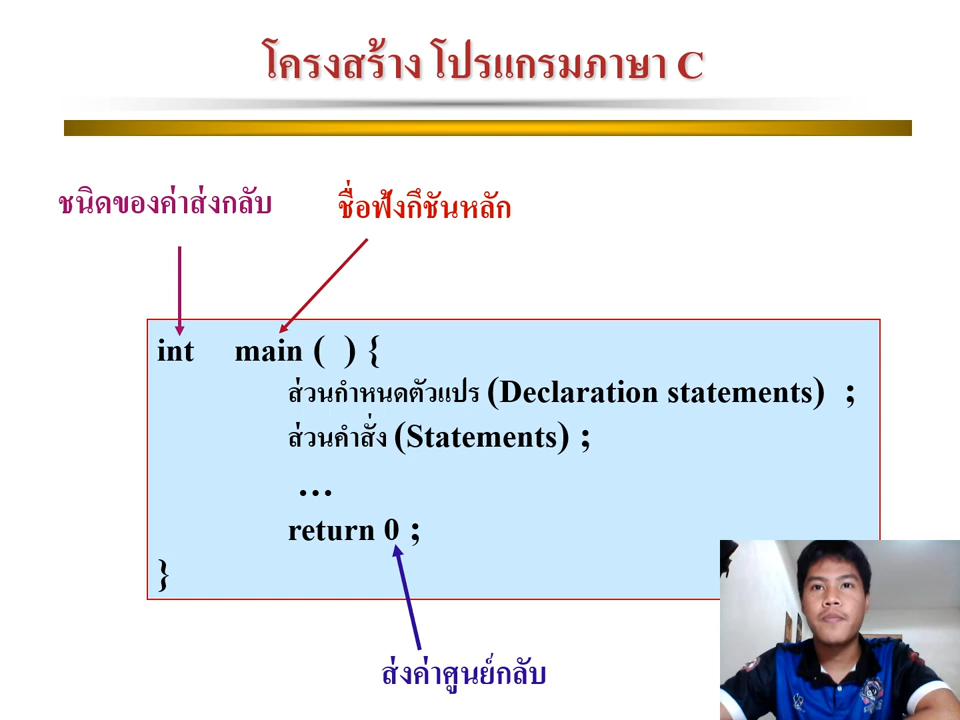 โครงสร้าง โปรแกรมภาษา C
ชนิดของค่าส่งกลับ
ชื่อฟังก์ชันหลัก
int main ( ) {
ส่วนกำหนดตัวแปร (Declaration statements) ;
ส่วนคำสั่ง (Statements) ;
...
return 0 ;
}
ส่งค่าศูนย์กลับ